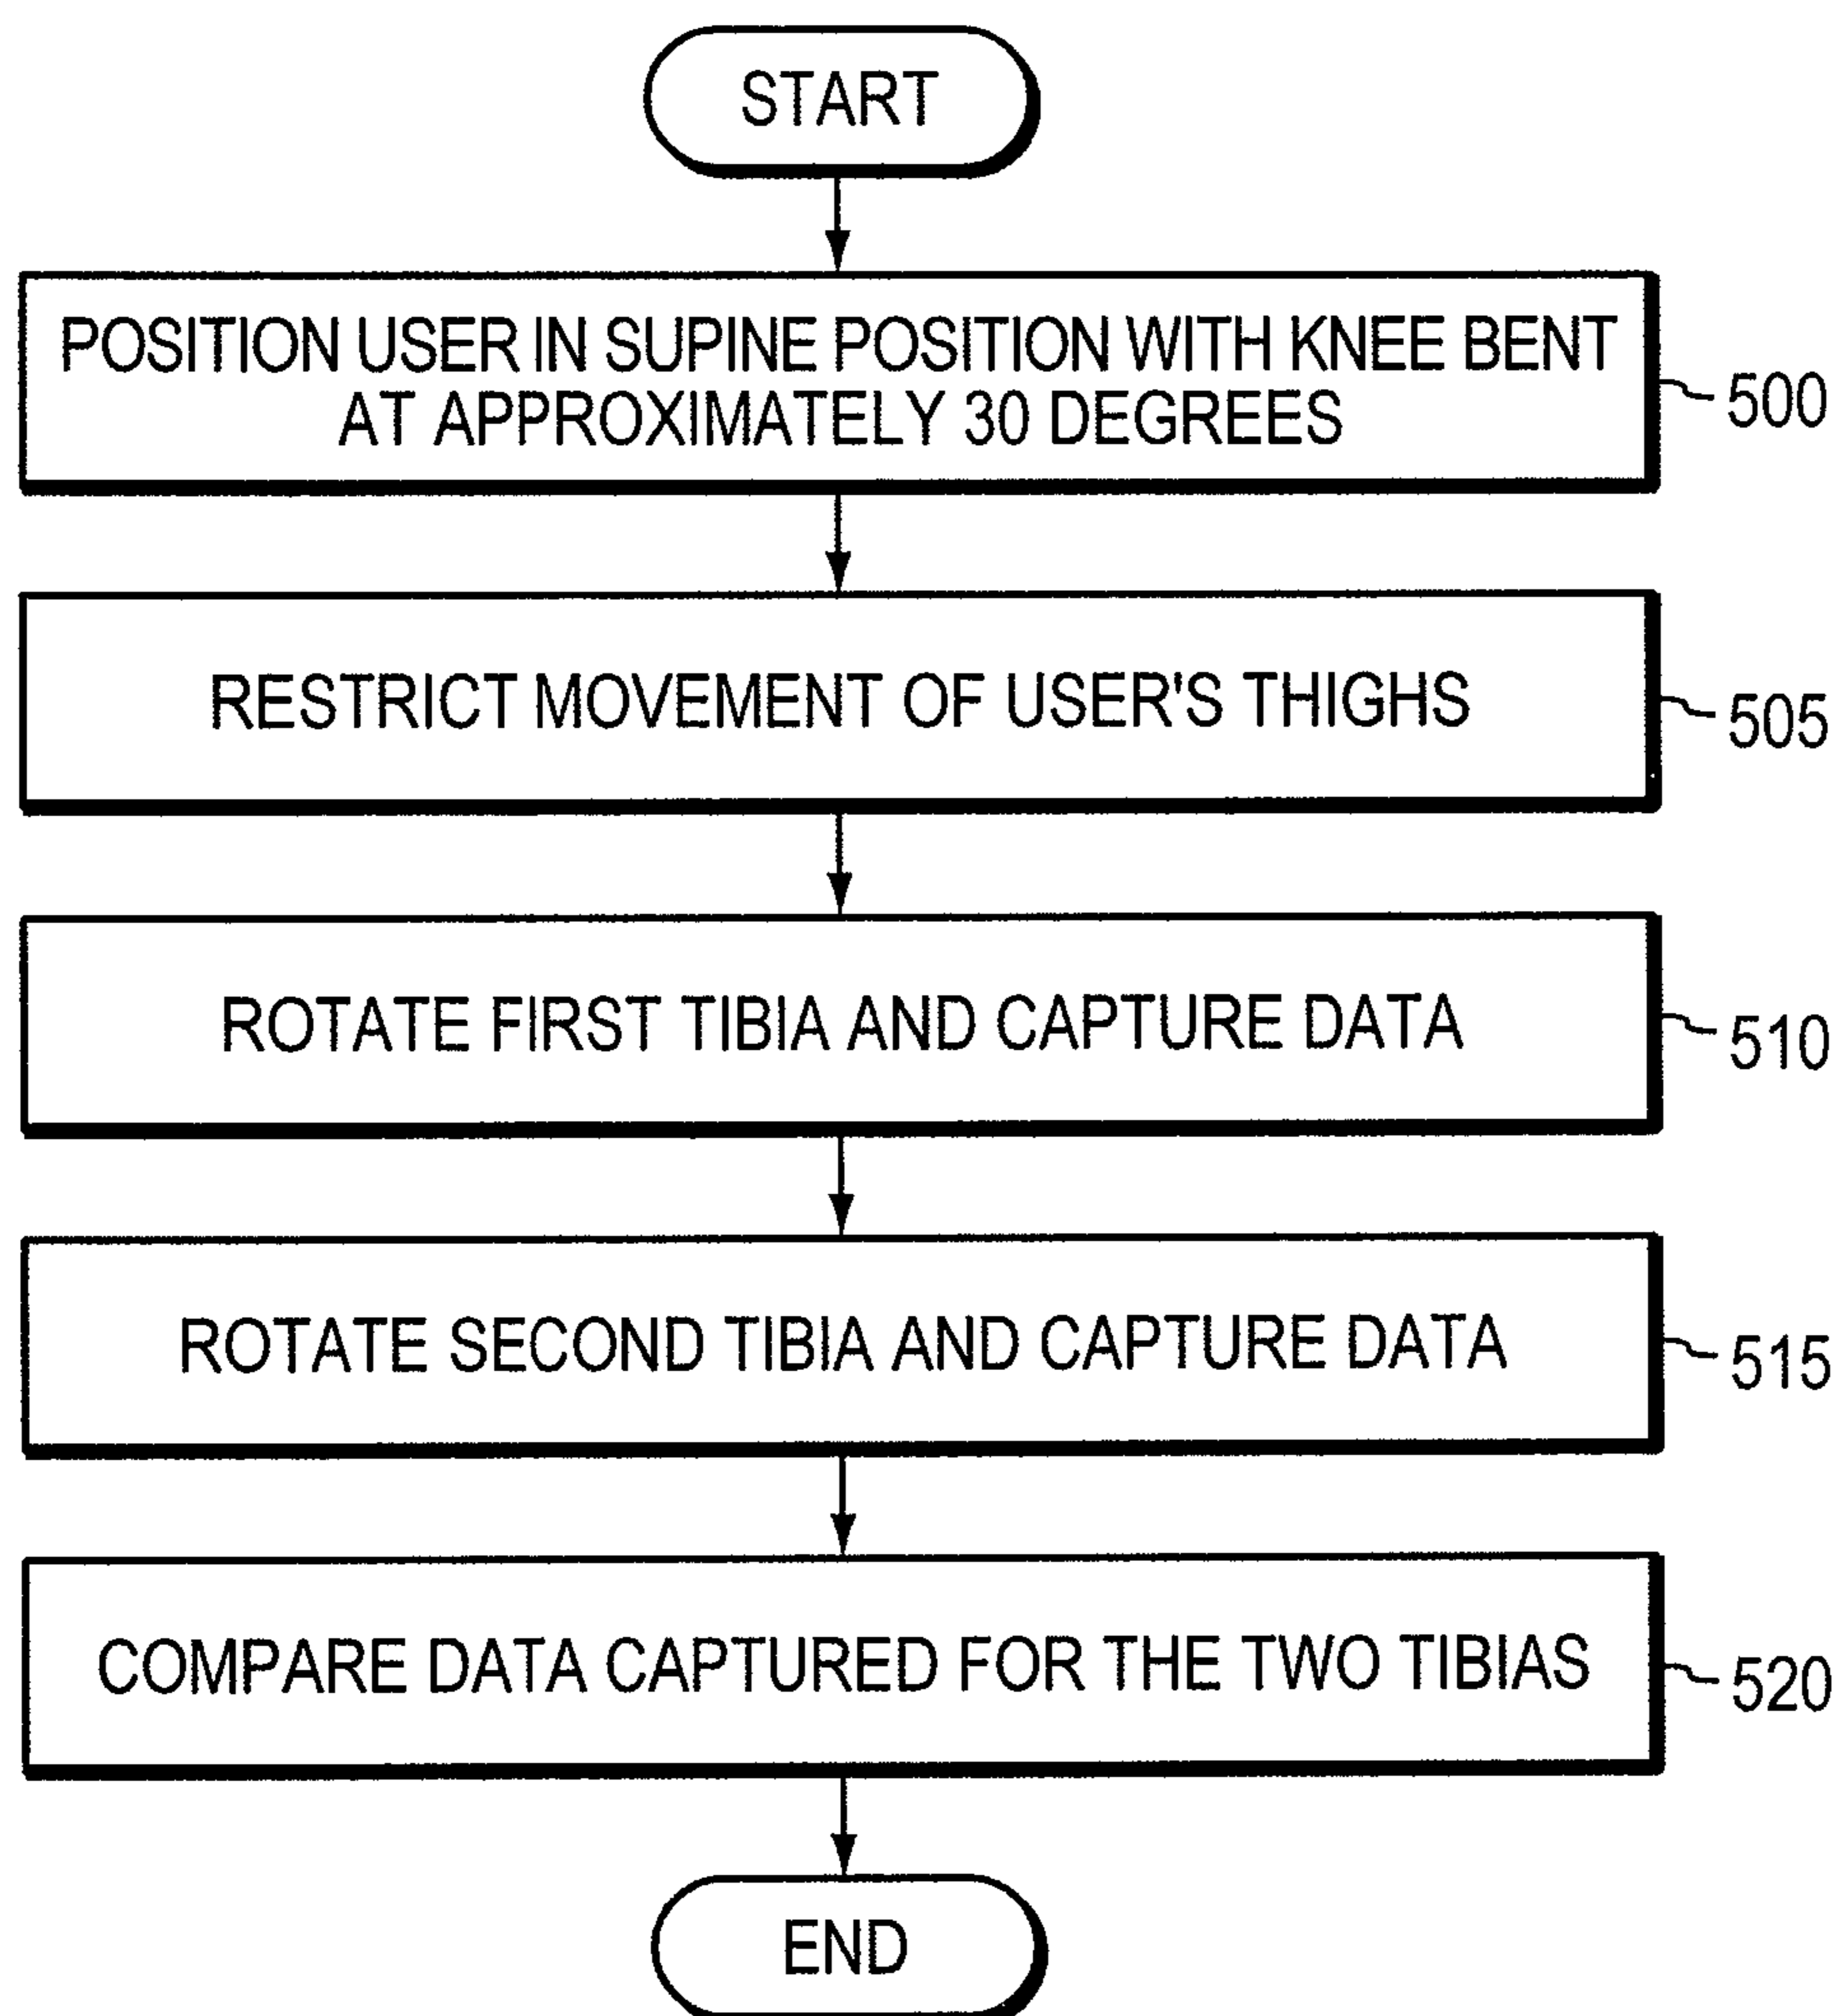 START
POSITION USER IN SUPINE POSITION WITH KNEE BENT
AT APPROXIMATELY 30 DEGREES
500
RESTRICT MOVEMENT OF USER'S THIGHS
505
ROTATE FIRST TIBIA AND CAPTURE DATA
510
ROTATE SECOND TIBIA AND CAPTURE DATA
515
COMPARE DATA CAPTURED FOR THE TWO TIBIAS
520
END